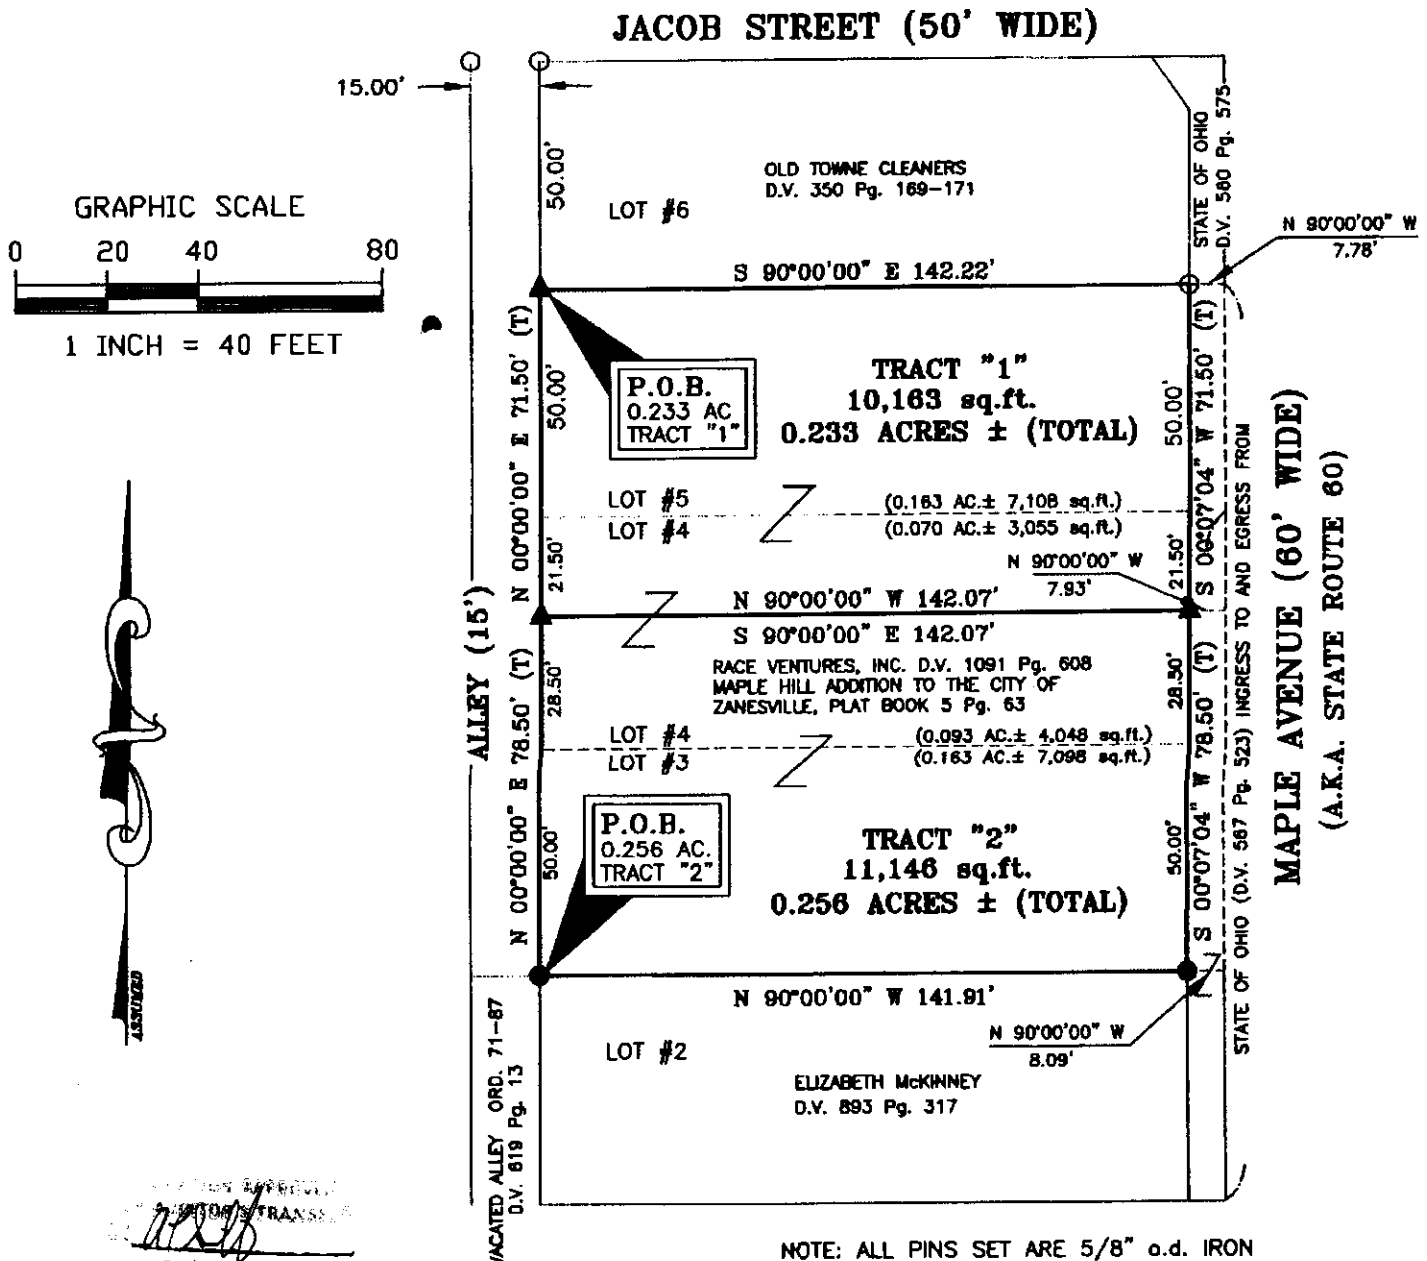 JACOB STREET (50' WIDE)
15.00'
50.00'
OLD TOWNE CLEANERS
D.V. 350 Pg. 169-171
LOT #6
STATE OF OHIO
D.V. 580 Pg. 575
GRAPHIC SCALE
0 20 40 80
1 INCH = 40 FEET
N 90°00'00" W
7.78'
S 90°00'00" E 142.22'
N 00°00'00" E 71.50' (T)
50.00'
P.O.B.
0.233 AC
TRACT "1"
TRACT "1"
10,163 sq.ft.
0.233 ACRES ± (TOTAL)
50.00'
S 00°07'04" W 71.50' (T)
LOT #5
(0.163 AC.± 7,108 sq.ft.)
LOT #4
(0.070 AC.± 3,055 sq.ft.)
21.50'
N 90°00'00" W
7.93'
21.50'
N 90°00'00" W 142.07'
S 90°00'00" E 142.07'
ALLEY (15')
N 00°00'00" E 78.50' (T)
28.50'
RACE VENTURES, INC. D.V. 1091 Pg. 608
MAPLE HILL ADDITION TO THE CITY OF
ZANESVILLE, PLAT BOOK 5 Pg. 63
28.50'
S 00°07'04" W 78.50' (T)
LOT #4
(0.093 AC.± 4,048 sq.ft.)
LOT #3
(0.163 AC.± 7,098 sq.ft.)
50.00'
P.O.B.
0.256 AC.
TRACT "2"
TRACT "2"
11,146 sq.ft.
0.256 ACRES ± (TOTAL)
50.00'
STATE OF OHIO (D.V. 567 Pg. 523) INGRESS TO AND EGRESS FROM
MAPLE AVENUE (60' WIDE)
(A.K.A. STATE ROUTE 60)
ASSUMED
N 90°00'00" W 141.91'
N 90°00'00" W
8.09'
LOT #2
ELIZABETH McKINNEY
D.V. 893 Pg. 317
VACATED ALLEY ORD. 71-87
D.V. 619 Pg. 13
APPROVE
TRANS
NOTE: ALL PINS SET ARE 5/8" o.d. IRON